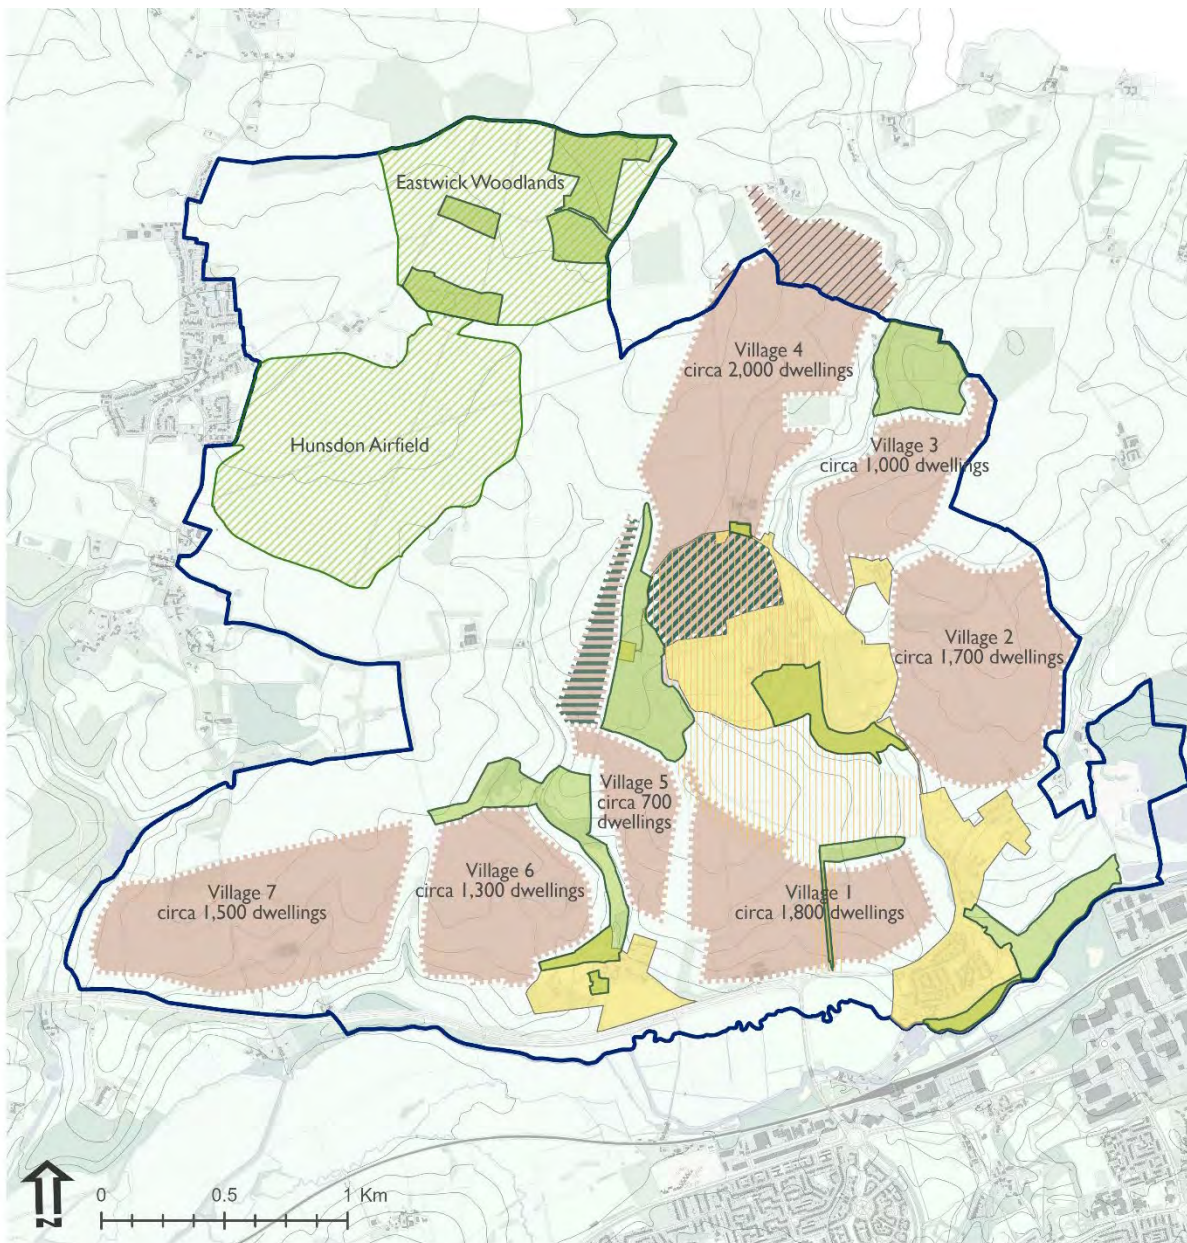 Eastwick Woodlands
Village 4
circa 2,000 dwellings
Hunsdon Airfield
Village 3
circa 1,000 dwellings
Village 2
circa 1,700 dwellings
Village 5
circa 700
dwellings
Village 6
circa 1,300 dwellings
Village 7
circa 1,500 dwellings
Village 1
circa 1,800 dwellings
N
0 0.5 1 Km